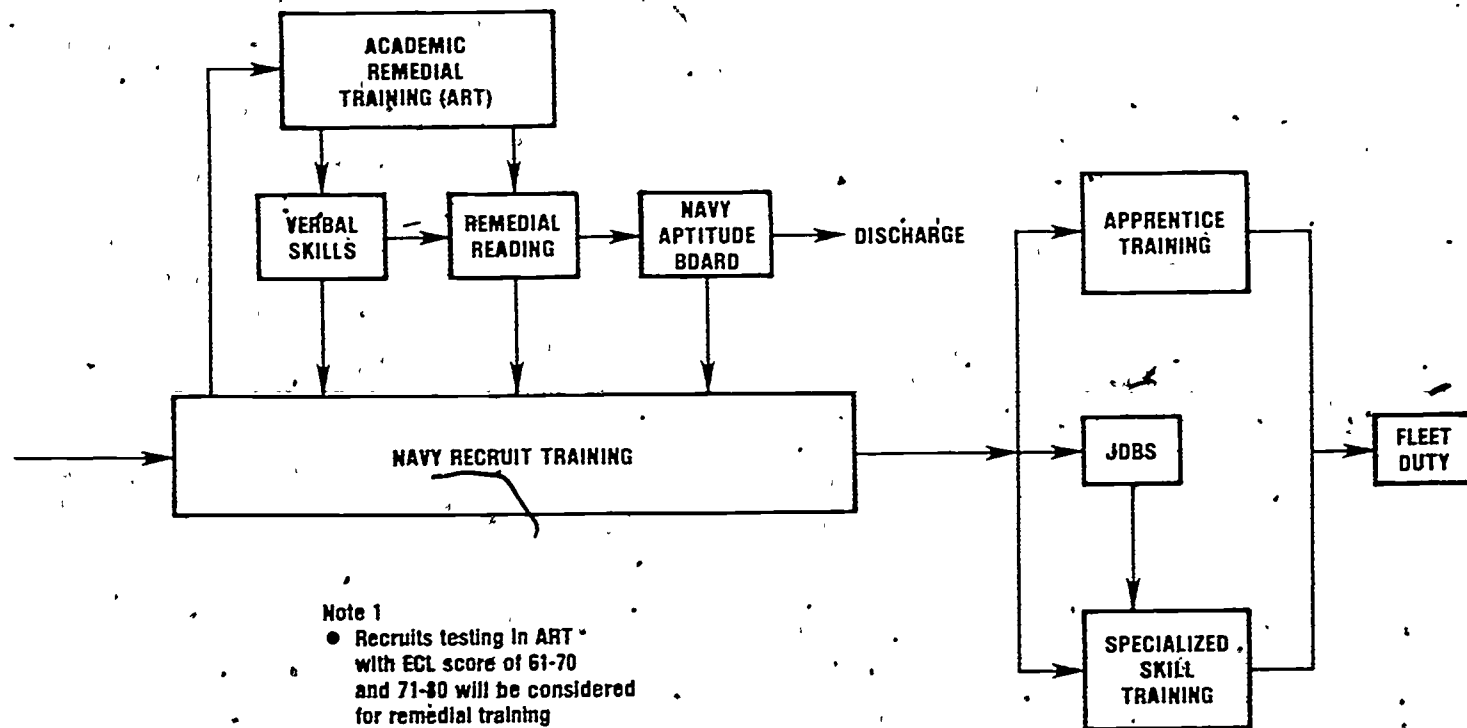 ACADEMIC
REMEDIAL
TRAINING (ART)
VERBAL
SKILLS
REMEDIAL
READING
NAVY
APTITUDE
BDARD
DISCHARGE
APPRENTICE
TRAINING
NAVY RECRUIT TRAINING
JDBS
FLEET
DUTY
SPECIALIZED
SKILL
TRAINING
Note 1
● Recruits testing in ART
with ECL score of 61-70
and 71-80 will be considered
for remedial training